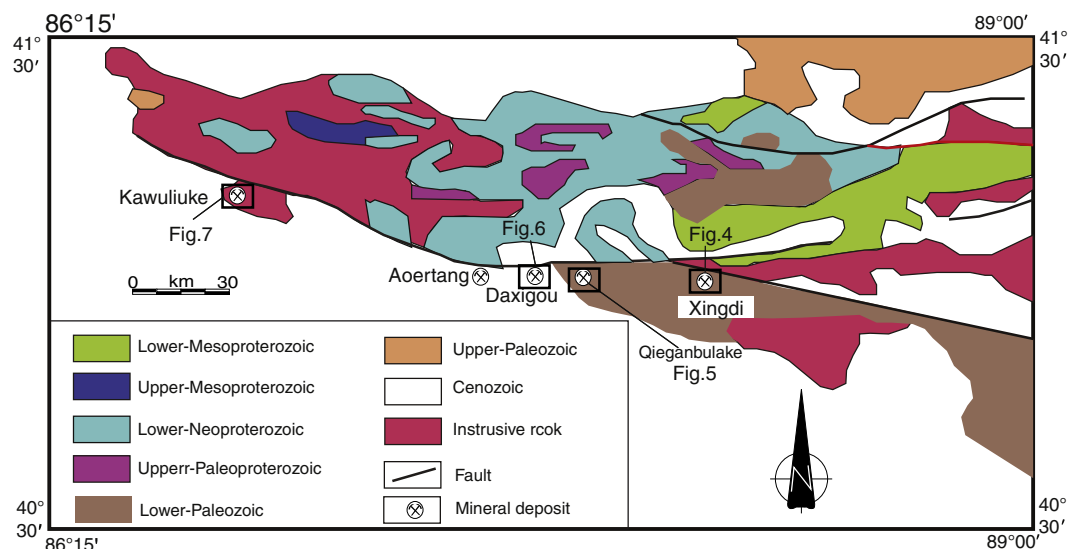 86°15′
89°00′
41°
30′
41°
30′
Kawuliuke
Fig.7
Fig.6
Fig.4
Aoertang
Daxigou
Xingdi
0 km 30
Qieganbulake
Fig.5
Lower-Mesoproterozoic
Upper-Paleozoic
Upper-Mesoproterozoic
Cenozoic
Lower-Neoproterozoic
Instrusive rcok
Upperr-Paleoproterozoic
Fault
Lower-Paleozoic
Mineral deposit
N
40°
30′
40°
30′
86°15′
89°00′